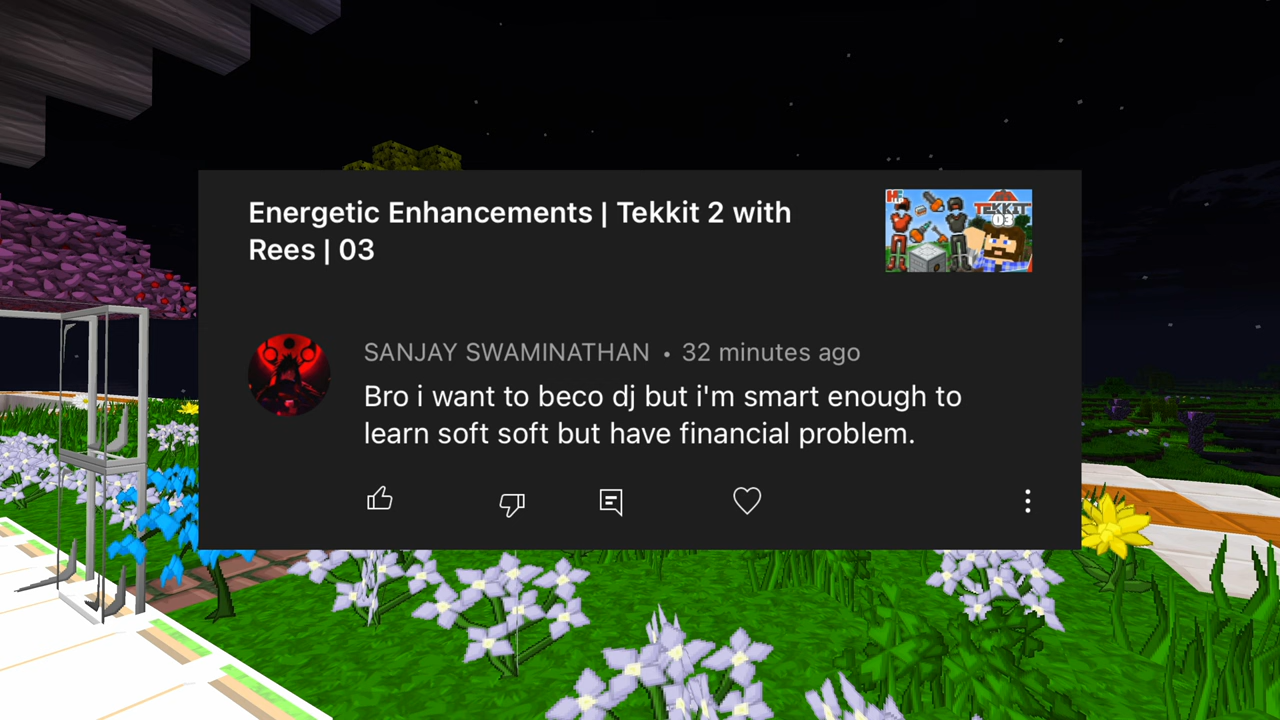 Energetic Enhancements | Tekkit 2 with
Rees | 03
HF
TEKKIT
03
SANJAY SWAMINATHAN • 32 minutes ago
Bro i want to beco dj but i'm smart enough to
learn soft soft but have financial problem.